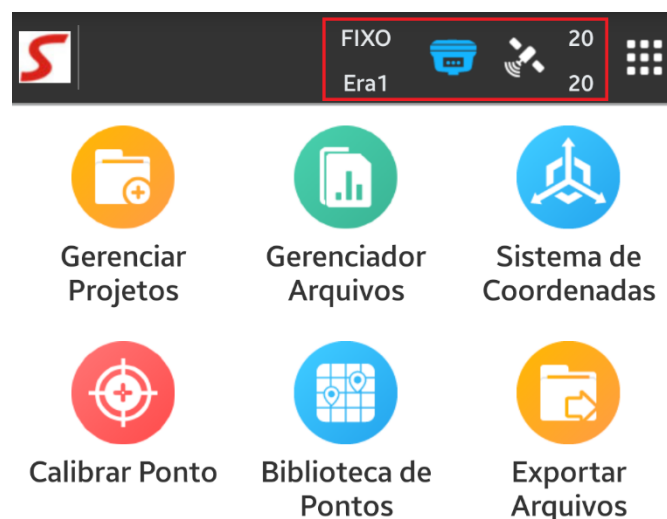 S
FIXO 20
Era1 20
Gerenciar Projetos
Gerenciador Arquivos
Sistema de Coordenadas
Calibrar Ponto
Biblioteca de Pontos
Exportar Arquivos